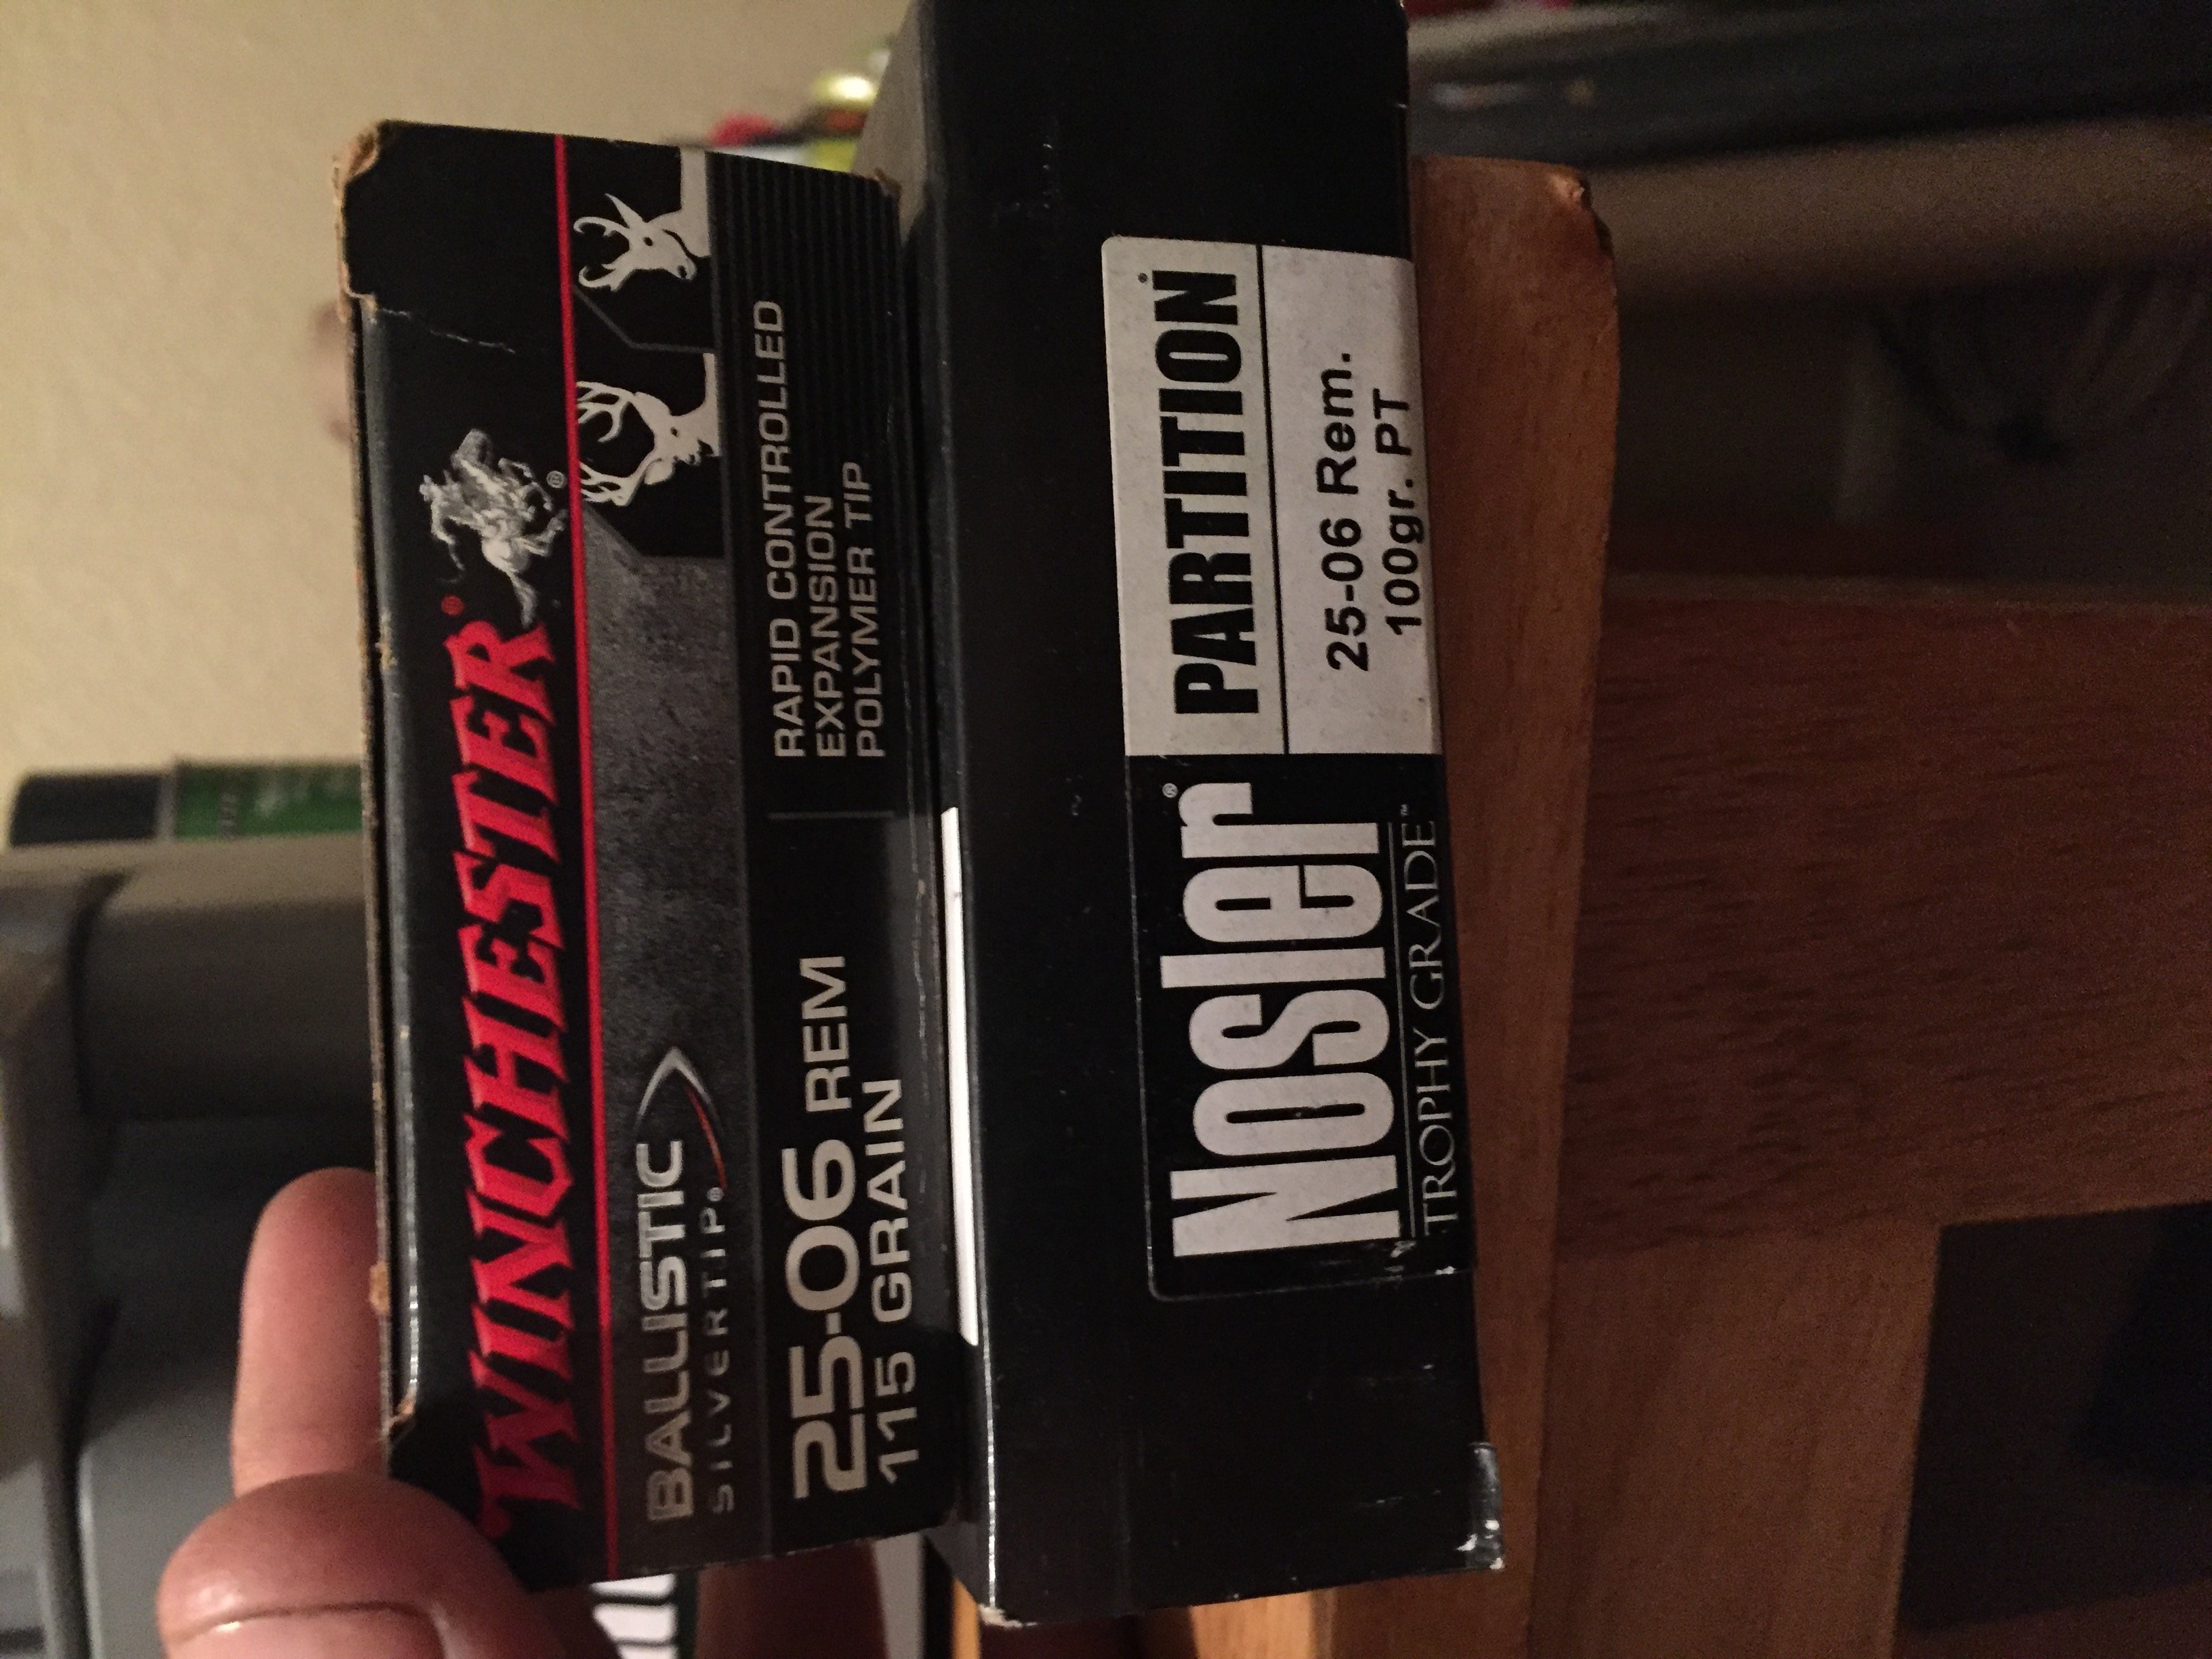 WINCHESTER®
BALLISTIC
SILVERTIP®
25-06 REM
115 GRAIN
RAPID CONTROLLED
EXPANSION
POLYMER TIP
Nosler®
TROPHY GRADE™
PARTITION®
25-06 Rem.
100gr. PT